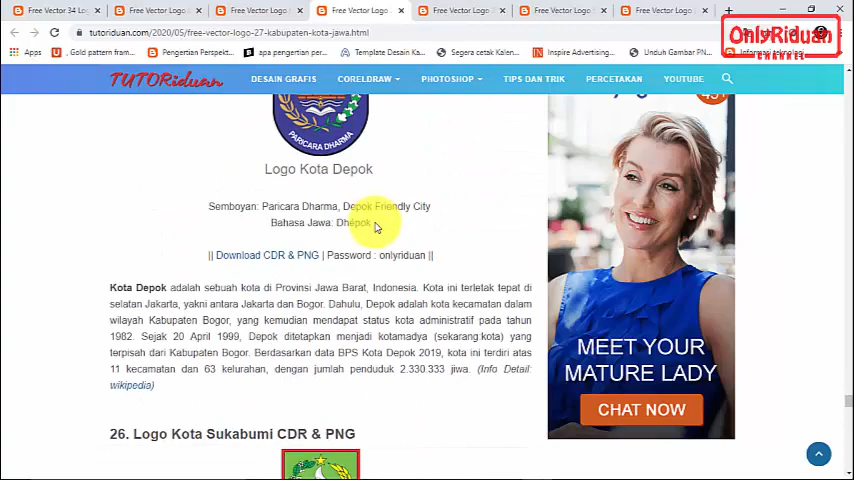 Free Vector 34 L
Free Vector Logo
Free Vector Logo
Free Vector Logo
Free Vector Logo
Free Vector Logo
Free Vector Logo
tutoriduan.com/2020/05/free-vector-logo-27-kabupaten-kota-jawa.html
Apps
, Gold pattern fram...
Pengertian Perspekt...
apa pengertian per...
Template Desain Ka...
Segera cetak Kalen...
Inspire Advertising...
Unduh Gambar PN...
Informasi teknologi
OnlyRiduan
CHANNEL
TUTORiduan
DESAIN GRAFIS
CORELDRAW
PHOTOSHOP
TIPS DAN TRIK
PERCETAKAN
YOUTUBE
PARICARA DHARMA
Logo Kota Depok
Semboyan: Paricara Dharma, Depok Friendly City
Bahasa Jawa: Dhépok
|| Download CDR & PNG | Password : onlyriduan ||
Kota Depok adalah sebuah kota di Provinsi Jawa Barat, Indonesia. Kota ini terletak tepat di
selatan Jakarta, yakni antara Jakarta dan Bogor. Dahulu, Depok adalah kota kecamatan dalam
wilayah Kabupaten Bogor, yang kemudian mendapat status kota administratif pada tahun
1982. Sejak 20 April 1999, Depok ditetapkan menjadi kotamadya (sekarang:kota) yang
terpisah dari Kabupaten Bogor. Berdasarkan data BPS Kota Depok 2019, kota ini terdiri atas
11 kecamatan dan 63 kelurahan, dengan jumlah penduduk 2.330.333 jiwa. (Info Detail:
wikipedia)
26. Logo Kota Sukabumi CDR & PNG
MEET YOUR
MATURE LADY
CHAT NOW